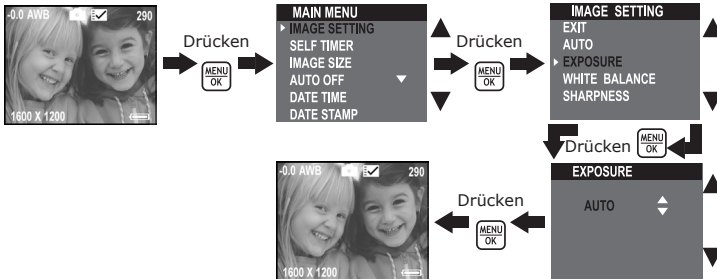 -0.0 AWB 290
1600 X 1200
Drücken
MENU
OK
MAIN MENU
IMAGE SETTING
SELF TIMER
IMAGE SIZE
AUTO OFF
DATE TIME
DATE STAMP
Drücken
MENU
OK
IMAGE SETTING
EXIT
AUTO
EXPOSURE
WHITE BALANCE
SHARPNESS
Drücken
MENU
OK
EXPOSURE
AUTO
Drücken
MENU
OK
-0.0 AWB 290
1600 X 1200